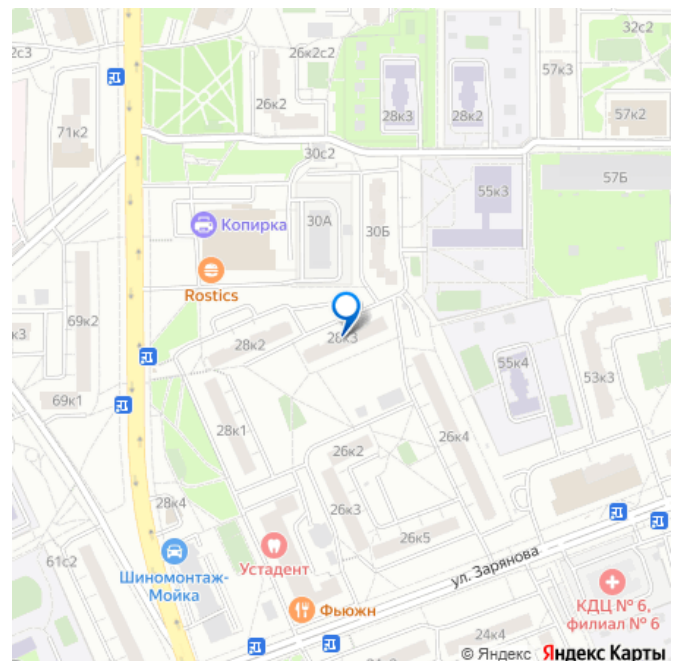 32с2
2с3
26к2с2
57к3
26к2
28к3
28к2
57к2
71к2
30с2
57Б
55к3
30А
30Б
Копирка
Rostics
69к2
к3
28к2
28к3
55к4
53к3
69к1
28к1
26к4
26к2
28к4
26к3
26к5
61с2
Устадент
Шиномонтаж-
Мойка
ул. Зарянова
Фьюжн
КДЦ № 6,
филиал № 6
24к4
© Яндекс Яндекс Карты